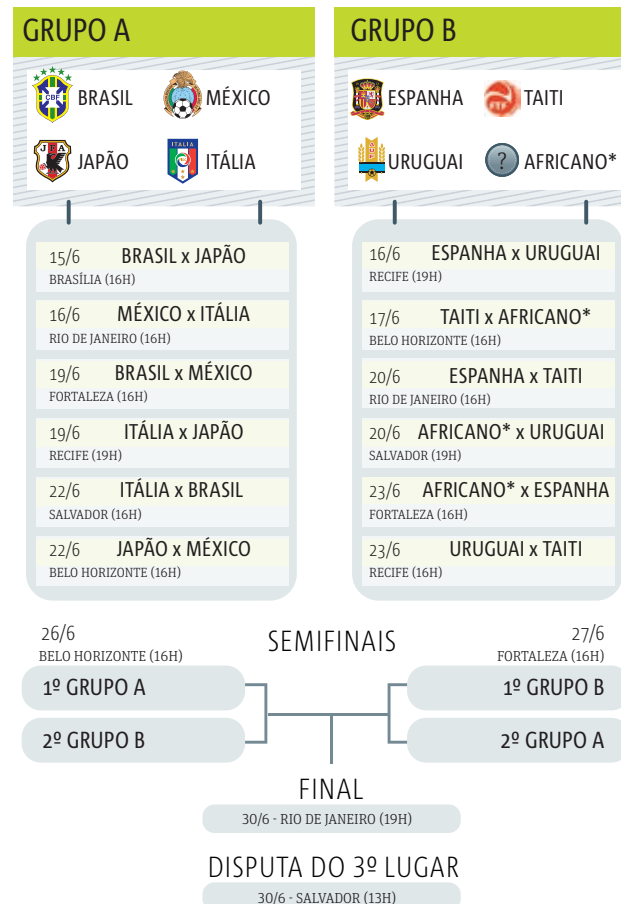 GRUPO A
BRASIL
MÉXICO
JAPÃO
ITÁLIA
15/6 BRASIL x JAPÃO
BRASÍLIA (16H)
16/6 MÉXICO x ITÁLIA
RIO DE JANEIRO (16H)
19/6 BRASIL x MÉXICO
FORTALEZA (16H)
19/6 ITÁLIA x JAPÃO
RECIFE (19H)
22/6 ITÁLIA x BRASIL
SALVADOR (16H)
22/6 JAPÃO x MÉXICO
BELO HORIZONTE (16H)
GRUPO B
ESPANHA
TAITI
URUGUAI
? AFRICANO*
16/6 ESPANHA x URUGUAI
RECIFE (19H)
17/6 TAITI x AFRICANO*
BELO HORIZONTE (16H)
20/6 ESPANHA x TAITI
RIO DE JANEIRO (16H)
20/6 AFRICANO* x URUGUAI
SALVADOR (19H)
23/6 AFRICANO* x ESPANHA
FORTALEZA (16H)
23/6 URUGUAI x TAITI
RECIFE (16H)
SEMIFINAIS
26/6
BELO HORIZONTE (16H)
1º GRUPO A
2º GRUPO B
27/6
FORTALEZA (16H)
1º GRUPO B
2º GRUPO A
FINAL
30/6 - RIO DE JANEIRO (19H)
DISPUTA DO 3º LUGAR
30/6 - SALVADOR (13H)